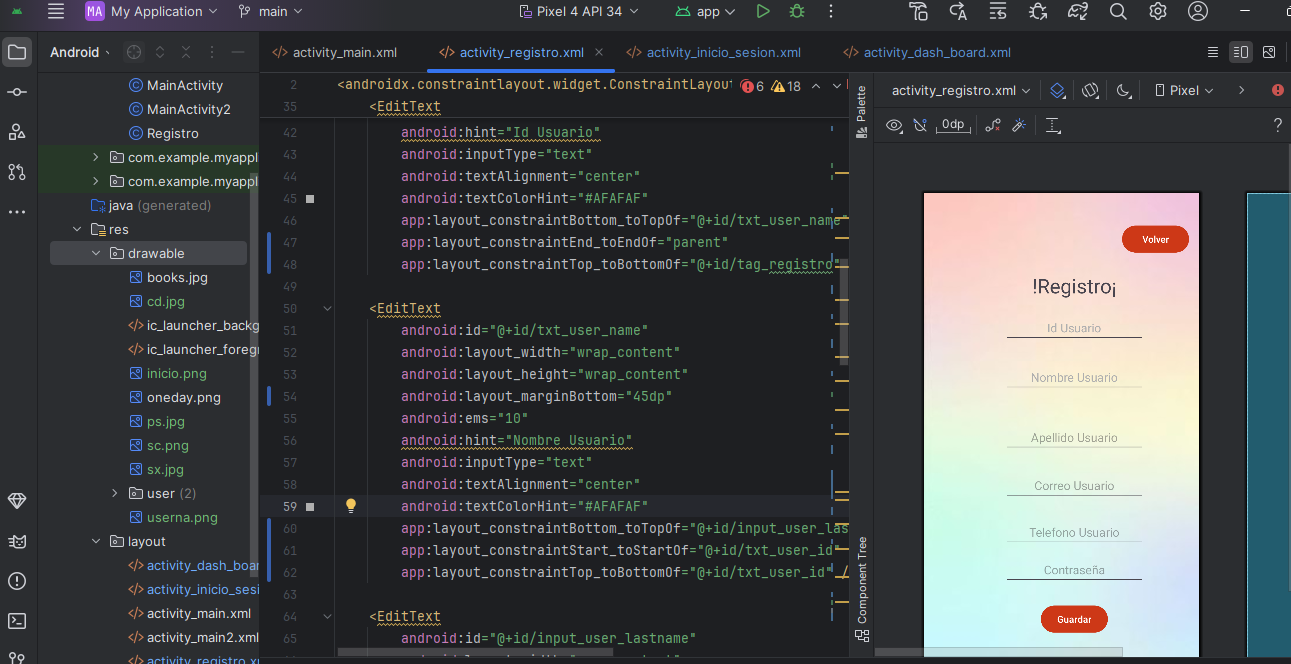 MA My Application main Pixel 4 API 34 app
Android
activity_main.xml activity_registro.xml activity_inicio_sesion.xml activity_dash_board.xml
MainActivity
MainActivity2
Registro
com.example.myappl
com.example.myappl
java (generated)
res
drawable
books.jpg
cd.jpg
ic_launcher_backg
ic_launcher_foregr
inicio.png
oneday.png
ps.jpg
sc.png
sx.jpg
user (2)
userna.png
layout
activity_dash_boar
activity_inicio_sesi
activity_main.xml
activity_main2.xml
activity_registro.xm
2 <androidx.constraintlayout.widget.ConstraintLayout 6 18
35 <EditText
42 android:hint="Id Usuario"
43 android:inputType="text"
44 android:textAlignment="center"
45 android:textColorHint="#AFAFAF"
46 app:layout_constraintBottom_toTopOf="@+id/txt_user_name"
47 app:layout_constraintEnd_toEndOf="parent"
48 app:layout_constraintTop_toBottomOf="@+id/tag_registro"
49
50 <EditText
51 android:id="@+id/txt_user_name"
52 android:layout_width="wrap_content"
53 android:layout_height="wrap_content"
54 android:layout_marginBottom="45dp"
55 android:ems="10"
56 android:hint="Nombre Usuario"
57 android:inputType="text"
58 android:textAlignment="center"
59 android:textColorHint="#AFAFAF"
60 app:layout_constraintBottom_toTopOf="@+id/input_user_las
61 app:layout_constraintStart_toStartOf="@+id/txt_user_id"
62 app:layout_constraintTop_toBottomOf="@+id/txt_user_id" /
63
64 <EditText
65 android:id="@+id/input_user_lastname"
Palette
Component Tree
activity_registro.xml Pixel
0dp
?
Volver
!Registro¡
Id Usuario
Nombre Usuario
Apellido Usuario
Correo Usuario
Telefono Usuario
Contraseña
Guardar